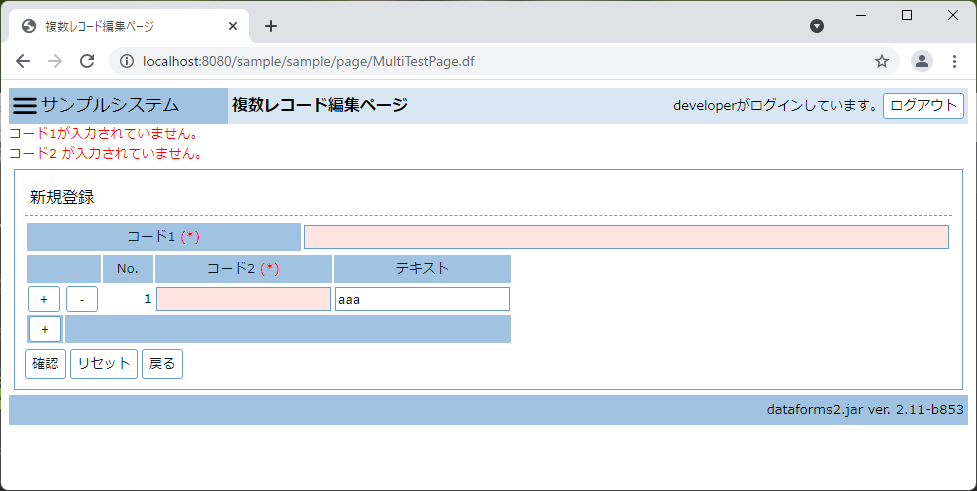 複数レコード編集ページ
localhost:8080/sample/sample/page/MultiTestPage.df
サンプルシステム 複数レコード編集ページ developerがログインしています。 ログアウト
コード1が入力されていません。
コード2 が入力されていません。
新規登録
コード1 (*)
No. コード2 (*) テキスト
+ - 1 aaa
+
確認 リセット 戻る
dataforms2.jar ver. 2.11-b853